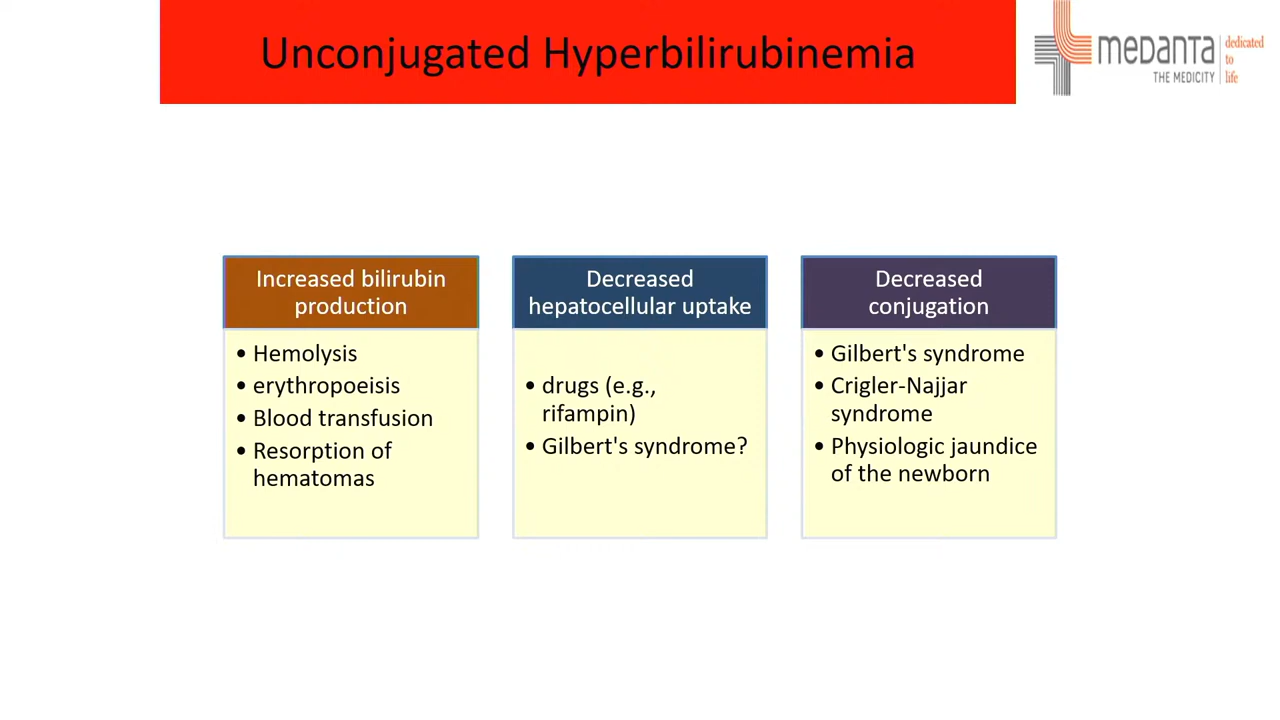 Unconjugated Hyperbilirubinemia
medanta
THE MEDICITY
dedicated
to
life
Increased bilirubin
production
• Hemolysis
• erythropoeisis
• Blood transfusion
• Resorption of
hematomas
Decreased
hepatocellular uptake
• drugs (e.g.,
rifampin)
• Gilbert's syndrome?
Decreased
conjugation
• Gilbert's syndrome
• Crigler-Najjar
syndrome
• Physiologic jaundice
of the newborn